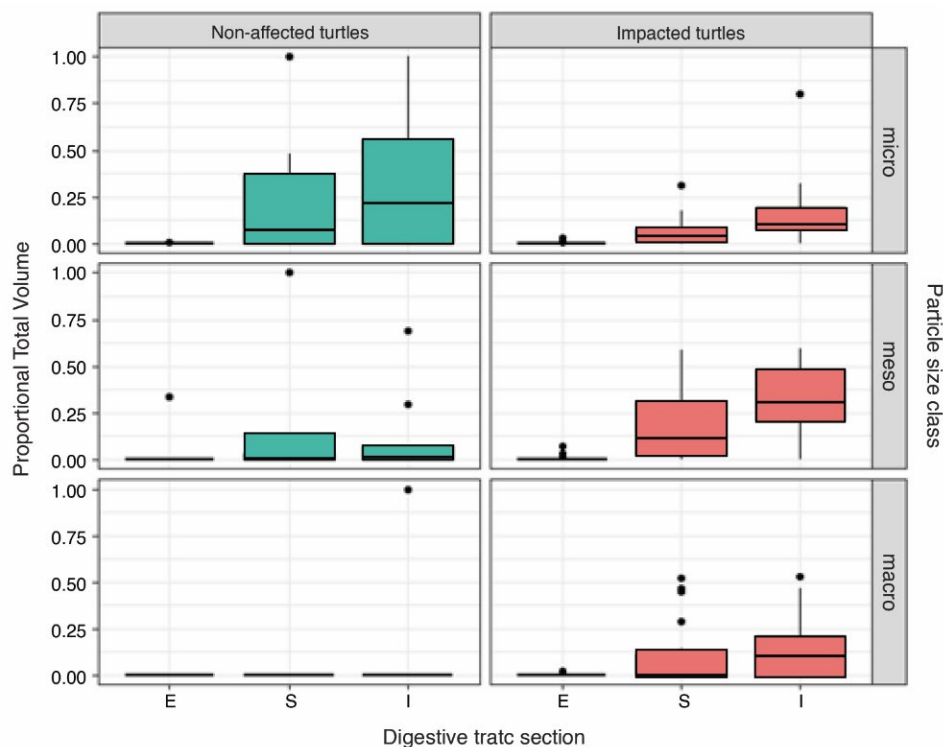 Non-affected turtles
Impacted turtles
Proportional Total Volume
1.00
0.75
0.50
0.25
0.00
micro
1.00
0.75
0.50
0.25
0.00
meso
Particle size class
1.00
0.75
0.50
0.25
0.00
macro
E S I E S I
Digestive tratc section